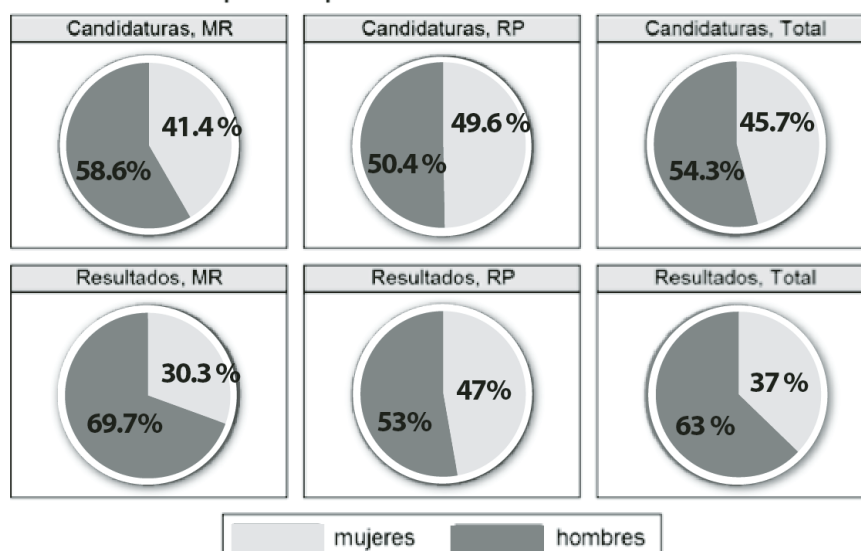 Candidaturas, MR
41.4 %
58.6%
Candidaturas, RP
49.6 %
50.4 %
Candidaturas, Total
45.7%
54.3%
Resultados, MR
30.3 %
69.7%
Resultados, RP
47%
53%
Resultados, Total
37 %
63 %
mujeres
hombres